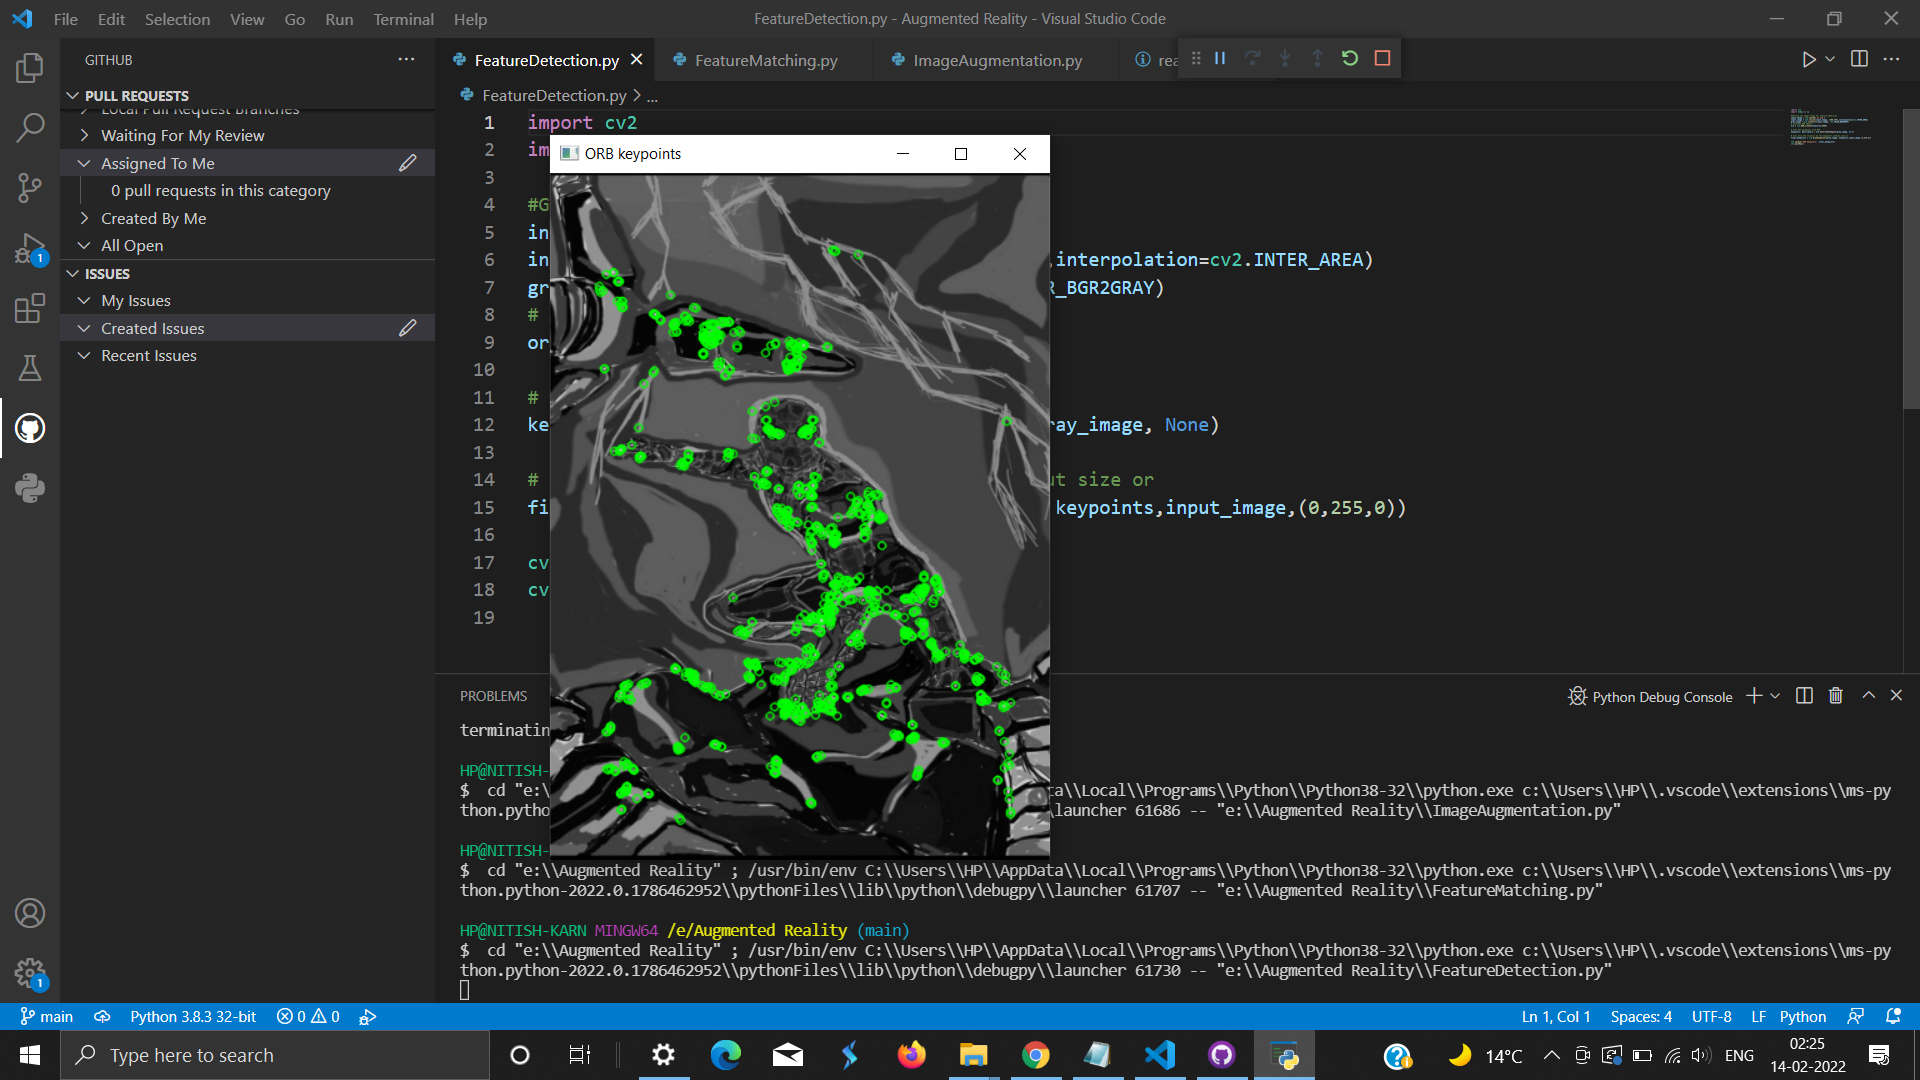 File Edit Selection View Go Run Terminal Help
FeatureDetection.py - Augmented Reality - Visual Studio Code
GITHUB
PULL REQUESTS
Local Pull Request Branches
Waiting For My Review
Assigned To Me
0 pull requests in this category
Created By Me
All Open
ISSUES
My Issues
Created Issues
Recent Issues
FeatureDetection.py FeatureMatching.py ImageAugmentation.py rea
FeatureDetection.py > ...
1 import cv2
2 im
3
4 #G
5 in
6 in ,interpolation=cv2.INTER_AREA)
7 gr R_BGR2GRAY)
8 #
9 or
10
11 #
12 ke ray_image, None)
13
14 # ut size or
15 fi keypoints,input_image,(0,255,0))
16
17 cv
18 cv
19
ORB keypoints
PROBLEMS
Python Debug Console
terminatin
HP@NITISH-
$ cd "e:\ ta\\Local\\Programs\\Python\\Python38-32\\python.exe c:\\Users\\HP\\.vscode\\extensions\\ms-py
thon.pytho \launcher 61686 -- "e:\\Augmented Reality\\ImageAugmentation.py"
HP@NITISH-
$ cd "e:\\Augmented Reality" ; /usr/bin/env C:\\Users\\HP\\AppData\\Local\\Programs\\Python\\Python38-32\\python.exe c:\\Users\\HP\\.vscode\\extensions\\ms-py
thon.python-2022.0.1786462952\\pythonFiles\\lib\\python\\debugpy\\launcher 61707 -- "e:\\Augmented Reality\\FeatureMatching.py"
HP@NITISH-KARN MINGW64 /e/Augmented Reality (main)
$ cd "e:\\Augmented Reality" ; /usr/bin/env C:\\Users\\HP\\AppData\\Local\\Programs\\Python\\Python38-32\\python.exe c:\\Users\\HP\\.vscode\\extensions\\ms-py
thon.python-2022.0.1786462952\\pythonFiles\\lib\\python\\debugpy\\launcher 61730 -- "e:\\Augmented Reality\\FeatureDetection.py"
main Python 3.8.3 32-bit 0 0
Ln 1, Col 1 Spaces: 4 UTF-8 LF Python
Type here to search
14°C ENG
02:25
14-02-2022